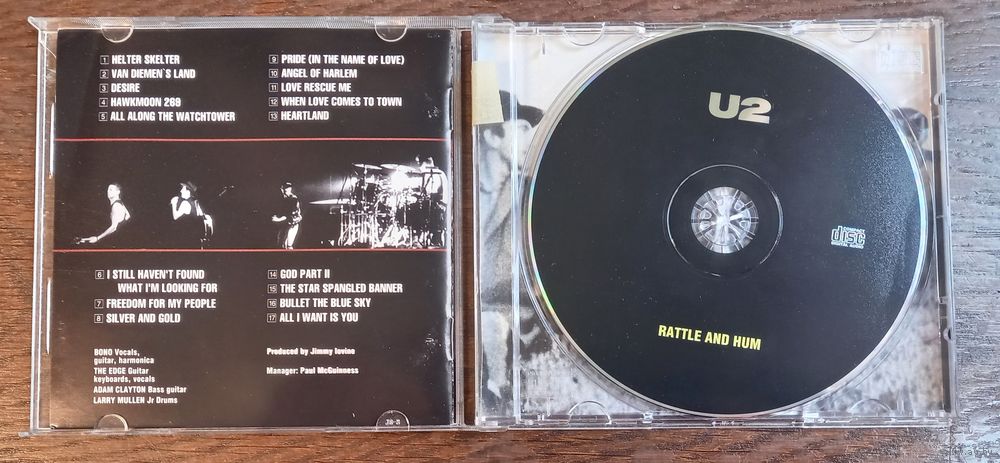 1 HELTER SKELTER
2 VAN DIEMEN`S LAND
3 DESIRE
4 HAWKMOON 269
5 ALL ALONG THE WATCHTOWER
9 PRIDE (IN THE NAME OF LOVE)
10 ANGEL OF HARLEM
11 LOVE RESCUE ME
12 WHEN LOVE COMES TO TOWN
13 HEARTLAND
6 I STILL HAVEN'T FOUND
WHAT I'M LOOKING FOR
7 FREEDOM FOR MY PEOPLE
8 SILVER AND GOLD
14 GOD PART II
15 THE STAR SPANGLED BANNER
16 BULLET THE BLUE SKY
17 ALL I WANT IS YOU
BONO Vocals,
guitar, harmonica
THE EDGE Guitar
keyboards, vocals
ADAM CLAYTON Bass guitar
LARRY MULLEN Jr Drums
Produced by Jimmy Iovine
Manager: Paul McGuinness
U2
COMPACT
disc
DIGITAL AUDIO
RATTLE AND HUM